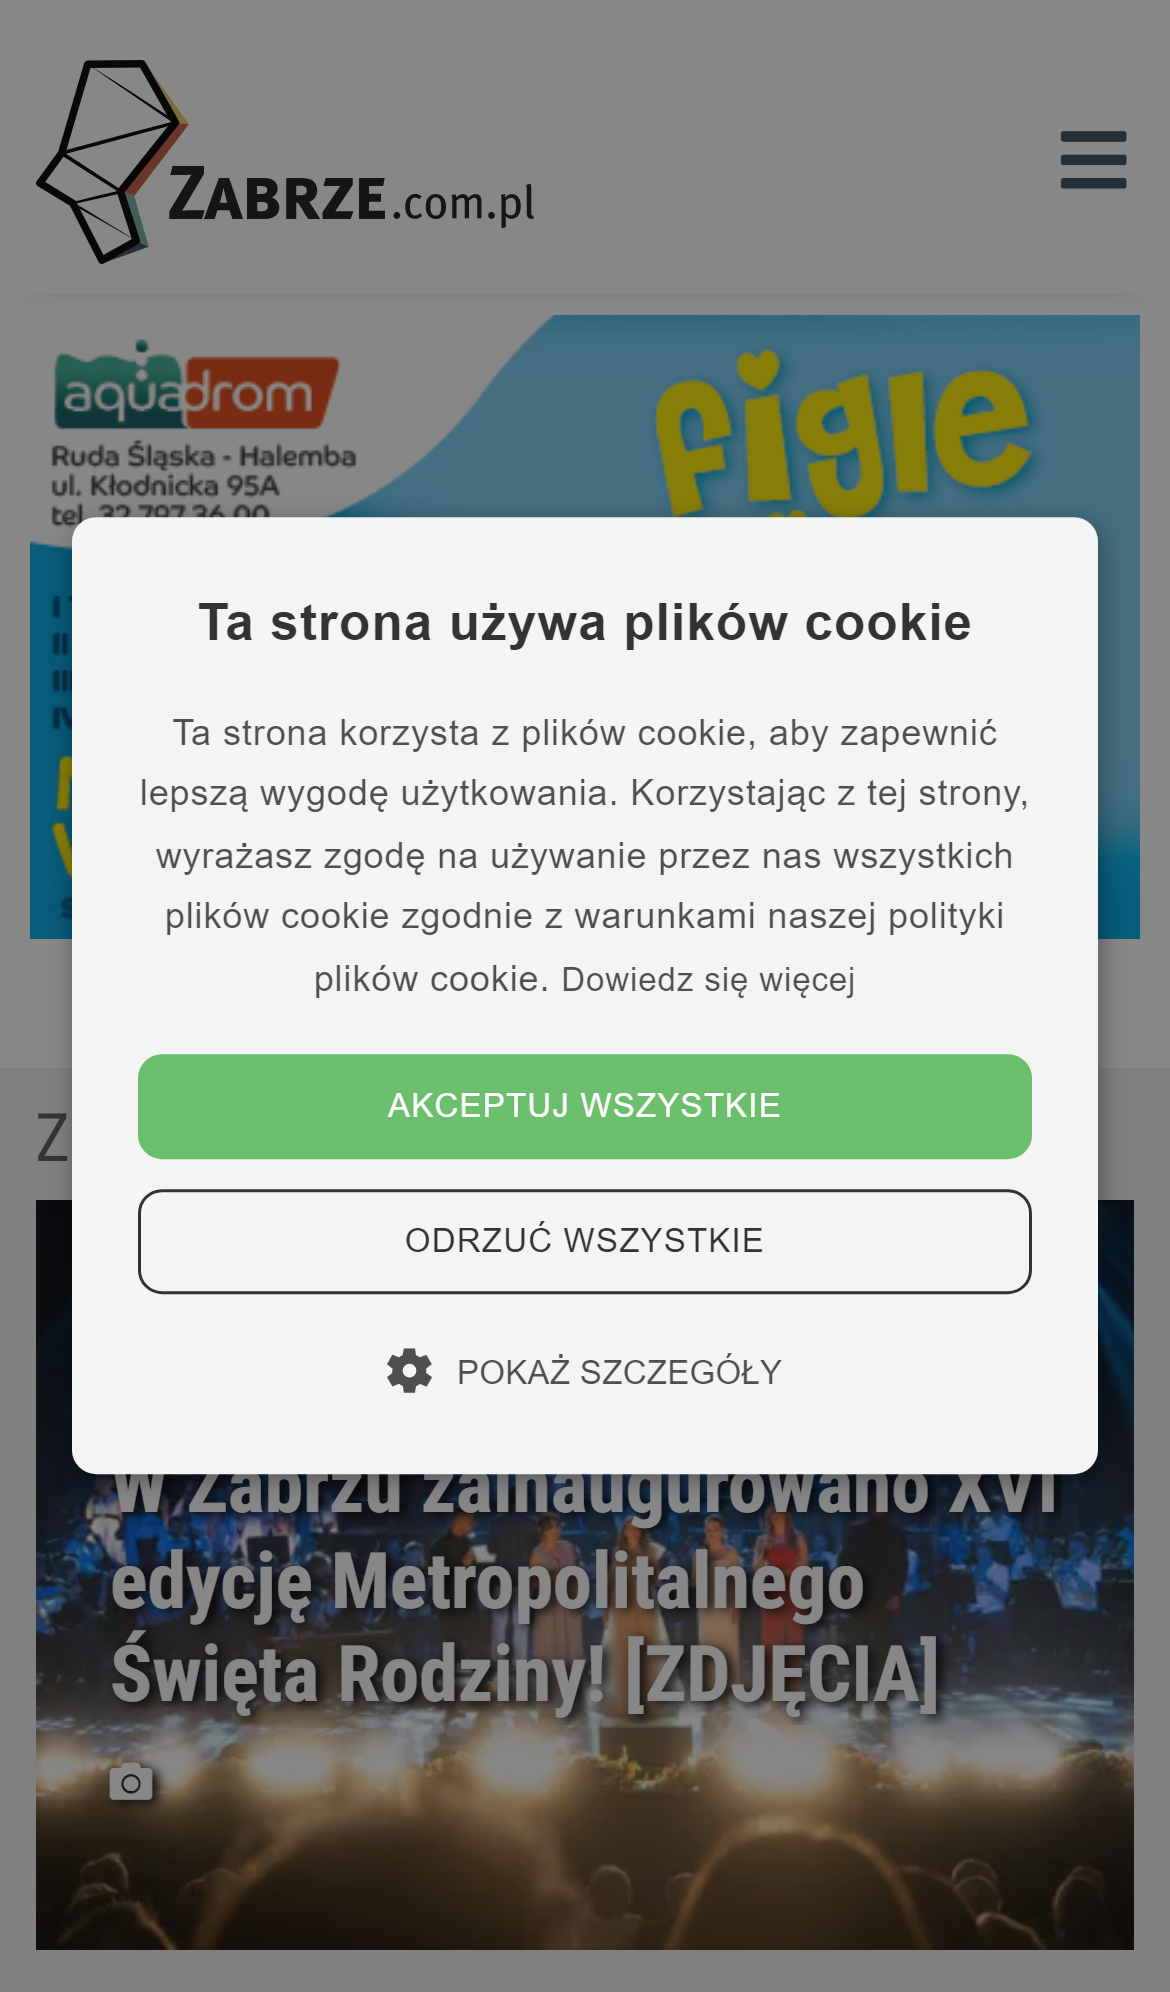 ZABRZE.com.pl
aquadrom
Ruda Śląska - Halemba
ul. Kłodnicka 95A
tel. 32 797 36 00
figle
Ta strona używa plików cookie
Ta strona korzysta z plików cookie, aby zapewnić
lepszą wygodę użytkowania. Korzystając z tej strony,
wyrażasz zgodę na używanie przez nas wszystkich
plików cookie zgodnie z warunkami naszej polityki
plików cookie. Dowiedz się więcej
AKCEPTUJ WSZYSTKIE
ODRZUĆ WSZYSTKIE
POKAŻ SZCZEGÓŁY
W Zabrzu zainaugurowano XVI
edycję Metropolitalnego
Święta Rodziny! [ZDJĘCIA]